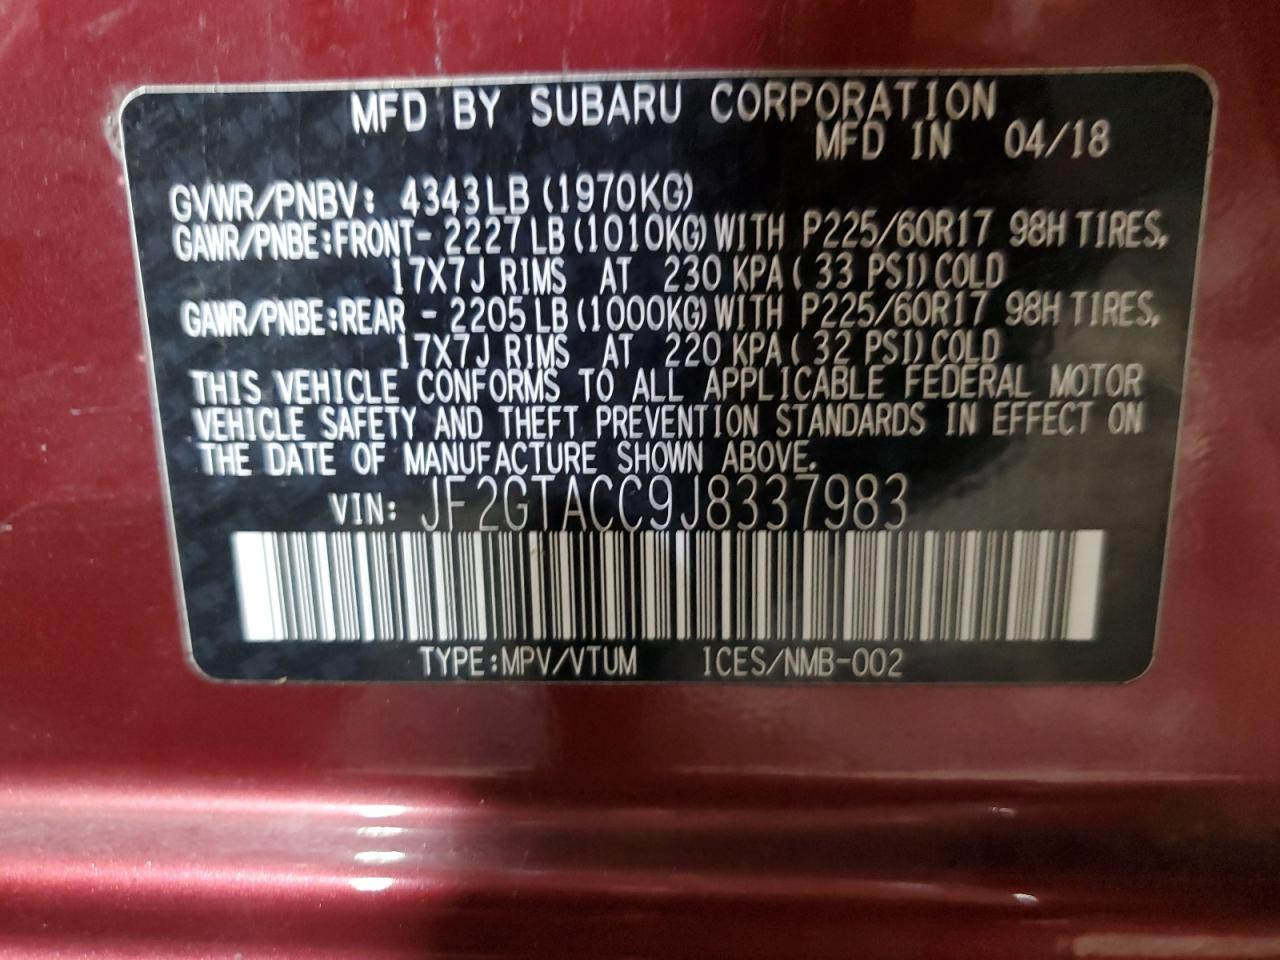 MFD BY SUBARU CORPORATION
MFD IN 04/18
GVWR/PNBV: 4343LB (1970KG)
GAWR/PNBE:FRONT- 2227 LB (1010KG) WITH P225/60R17 98H TIRES,
17X7J RIMS AT 230 KPA ( 33 PSI) COLD
GAWR/PNBE:REAR - 2205 LB (1000KG) WITH P225/60R17 98H TIRES,
17X7J RIMS AT 220 KPA ( 32 PSI) COLD
THIS VEHICLE CONFORMS TO ALL APPLICABLE FEDERAL MOTOR
VEHICLE SAFETY AND THEFT PREVENTION STANDARDS IN EFFECT ON
THE DATE OF MANUFACTURE SHOWN ABOVE.
VIN: JF2GTACC9J8337983
TYPE:MPV/VTUM ICES/NMB-002